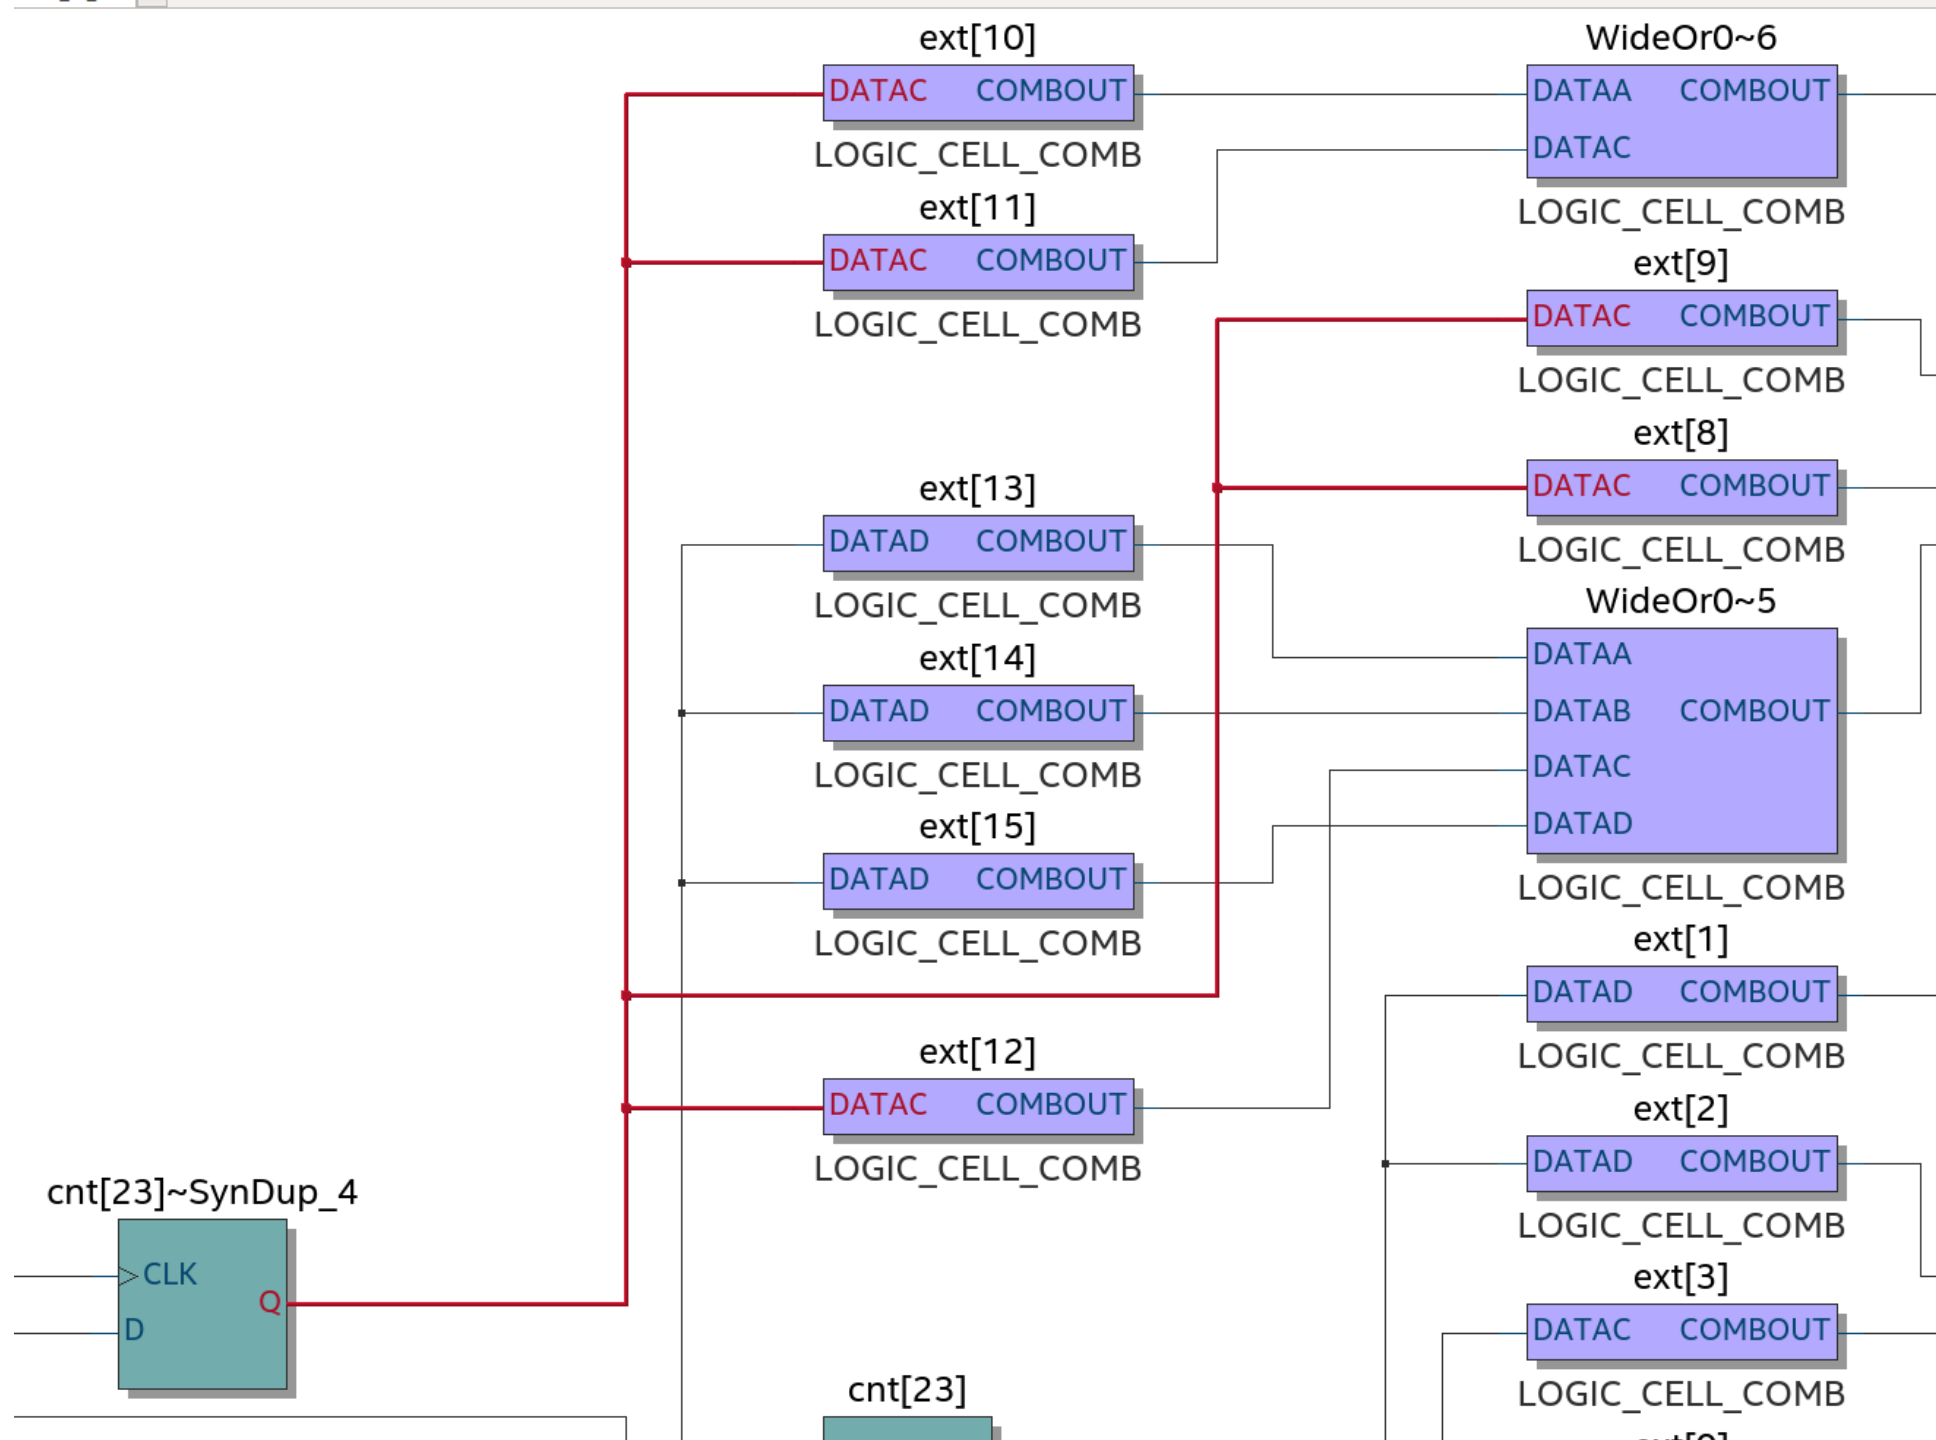 ext[10]
DATAC COMBOUT
LOGIC_CELL_COMB
ext[11]
DATAC COMBOUT
LOGIC_CELL_COMB
ext[13]
DATAD COMBOUT
LOGIC_CELL_COMB
ext[14]
DATAD COMBOUT
LOGIC_CELL_COMB
ext[15]
DATAD COMBOUT
LOGIC_CELL_COMB
ext[12]
DATAC COMBOUT
LOGIC_CELL_COMB
cnt[23]~SynDup_4
CLK
Q
D
cnt[23]
WideOr0~6
DATAA COMBOUT
DATAC
LOGIC_CELL_COMB
ext[9]
DATAC COMBOUT
LOGIC_CELL_COMB
ext[8]
DATAC COMBOUT
LOGIC_CELL_COMB
WideOr0~5
DATAA
DATAB COMBOUT
DATAC
DATAD
LOGIC_CELL_COMB
ext[1]
DATAD COMBOUT
LOGIC_CELL_COMB
ext[2]
DATAD COMBOUT
LOGIC_CELL_COMB
ext[3]
DATAC COMBOUT
LOGIC_CELL_COMB